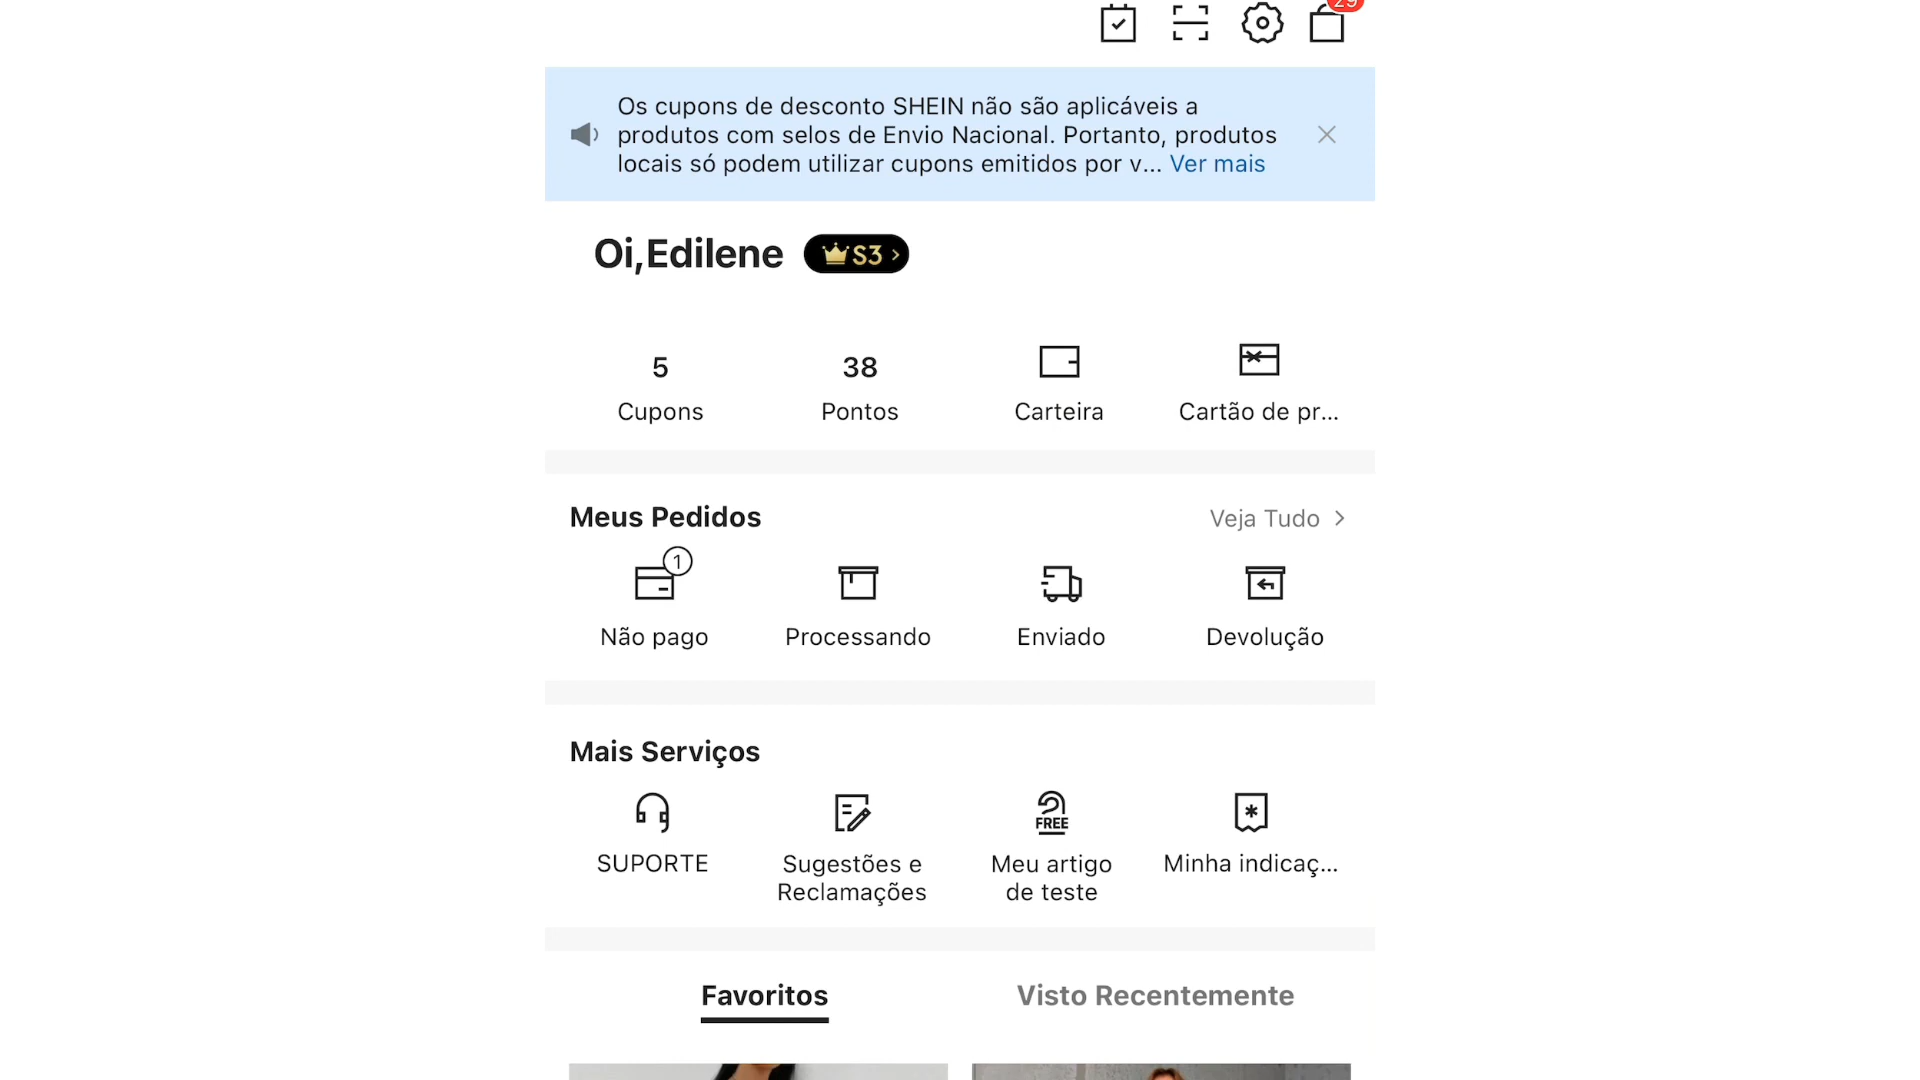 29
Os cupons de desconto SHEIN não são aplicáveis a
produtos com selos de Envio Nacional. Portanto, produtos
locais só podem utilizar cupons emitidos por v... Ver mais
Oi,Edilene S3
5 38
Cupons Pontos Carteira Cartão de pr...
Meus Pedidos Veja Tudo
1
Não pago Processando Enviado Devolução
Mais Serviços
FREE
SUPORTE Sugestões e Meu artigo Minha indicaç...
Reclamações de teste
Favoritos Visto Recentemente